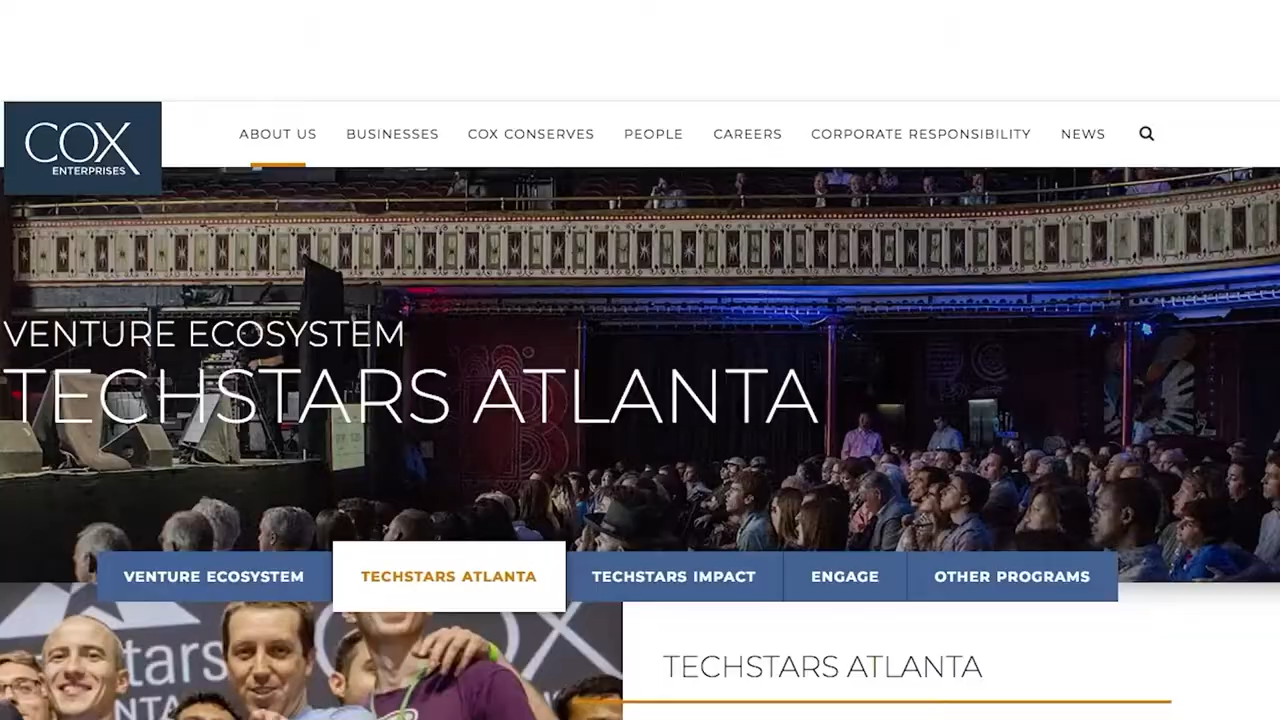 COX
ENTERPRISES
ABOUT US
BUSINESSES
COX CONSERVES
PEOPLE
CAREERS
CORPORATE RESPONSIBILITY
NEWS
VENTURE ECOSYSTEM
TECHSTARS ATLANTA
VENTURE ECOSYSTEM
TECHSTARS ATLANTA
TECHSTARS IMPACT
ENGAGE
OTHER PROGRAMS
TECHSTARS ATLANTA